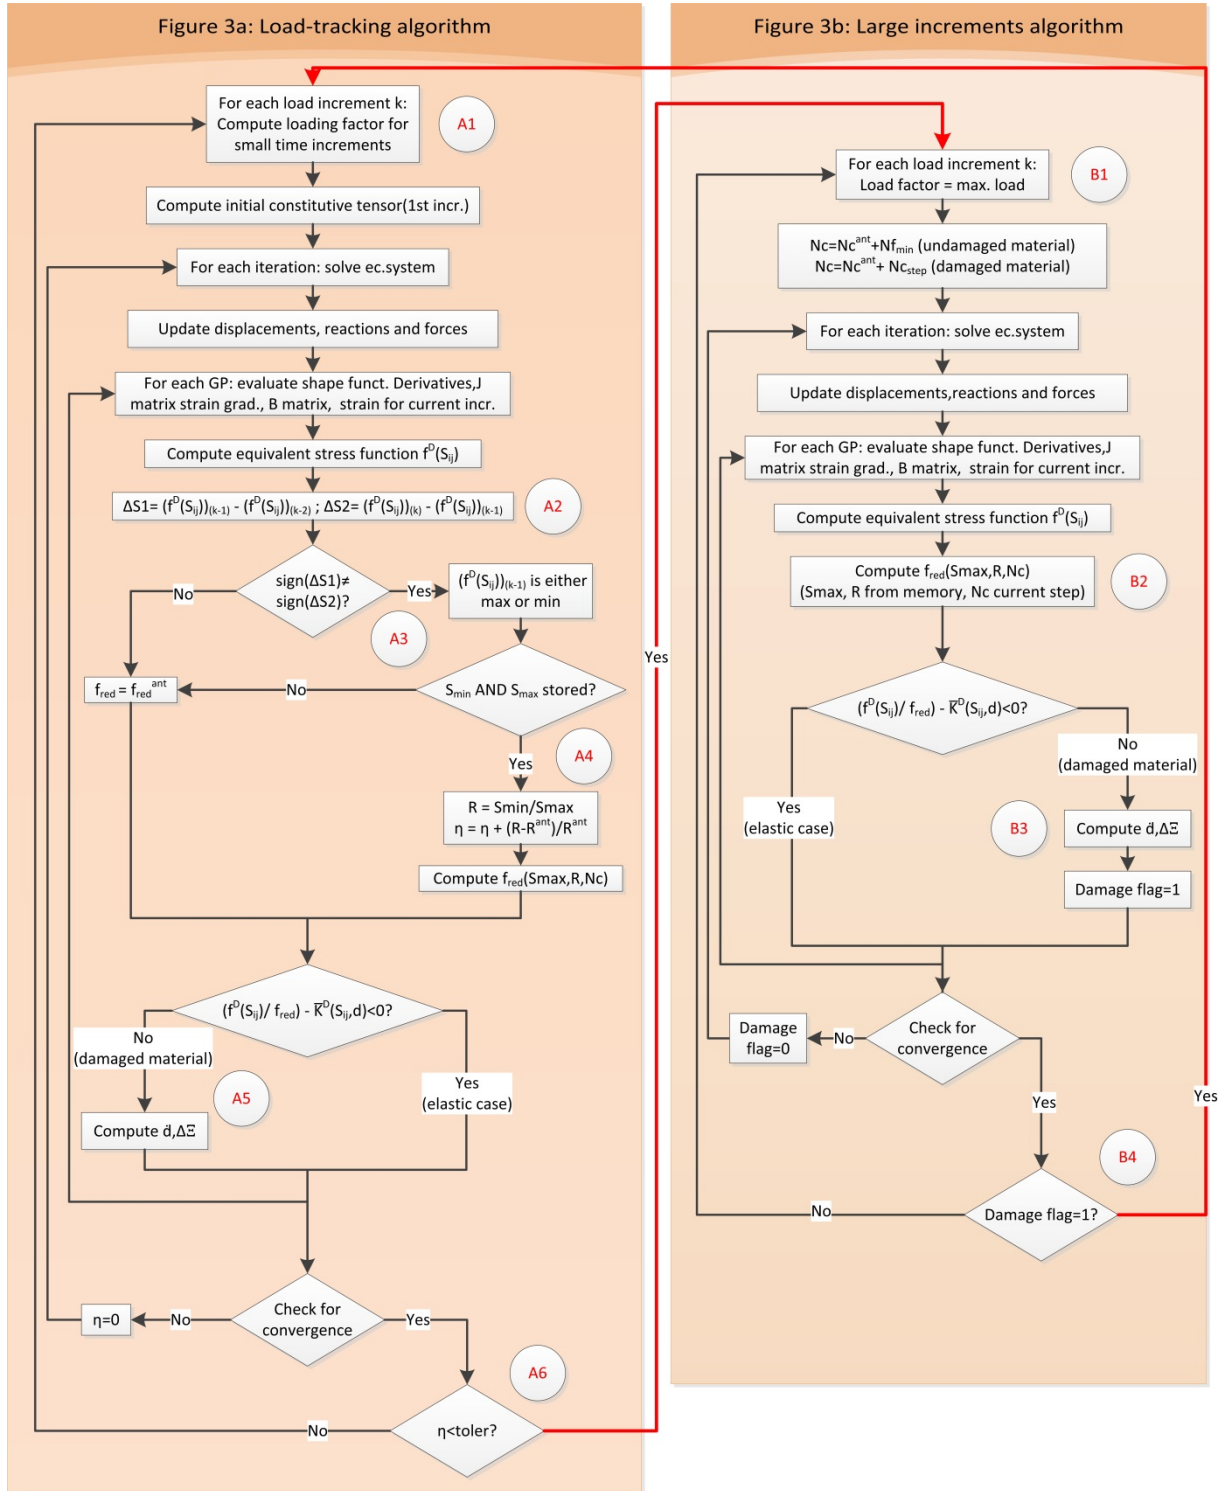 Figure 3a: Load-tracking algorithm
For each load increment k:
Compute loading factor for
small time increments
A1
Compute initial constitutive tensor(1st incr.)
For each iteration: solve ec.system
Update displacements, reactions and forces
For each GP: evaluate shape funct. Derivatives,J
matrix strain grad., B matrix, strain for current incr.
Compute equivalent stress function f^D(S_ij)
ΔS1= (f^D(S_ij))_(k-1) - (f^D(S_ij))_(k-2) ; ΔS2= (f^D(S_ij))_(k) - (f^D(S_ij))_(k-1)
A2
sign(ΔS1)≠
sign(ΔS2)?
No
Yes
(f^D(S_ij))_(k-1) is either
max or min
A3
f_red = f_red^ant
No
S_min AND S_max stored?
A4
Yes
R = Smin/Smax
η = η + (R-R^ant)/R^ant
Compute f_red(Smax,R,Nc)
(f^D(S_ij)/ f_red) - K̅^D(S_ij,d)<0?
No
(damaged material)
Yes
(elastic case)
A5
Compute ḋ,ΔΞ
Check for
convergence
No
η=0
Yes
A6
η<toler?
No
Yes
Figure 3b: Large increments algorithm
For each load increment k:
Load factor = max. load
B1
Nc=Nc^ant+Nf_min (undamaged material)
Nc=Nc^ant+ Nc_step (damaged material)
For each iteration: solve ec.system
Update displacements,reactions and forces
For each GP: evaluate shape funct. Derivatives,J
matrix strain grad., B matrix, strain for current incr.
Compute equivalent stress function f^D(S_ij)
Compute f_red(Smax,R,Nc)
(Smax, R from memory, Nc current step)
B2
(f^D(S_ij)/ f_red) - K̅^D(S_ij,d)<0?
No
(damaged material)
Yes
(elastic case)
B3
Compute ḋ,ΔΞ
Damage flag=1
Check for
convergence
No
Damage
flag=0
Yes
B4
Damage flag=1?
No
Yes